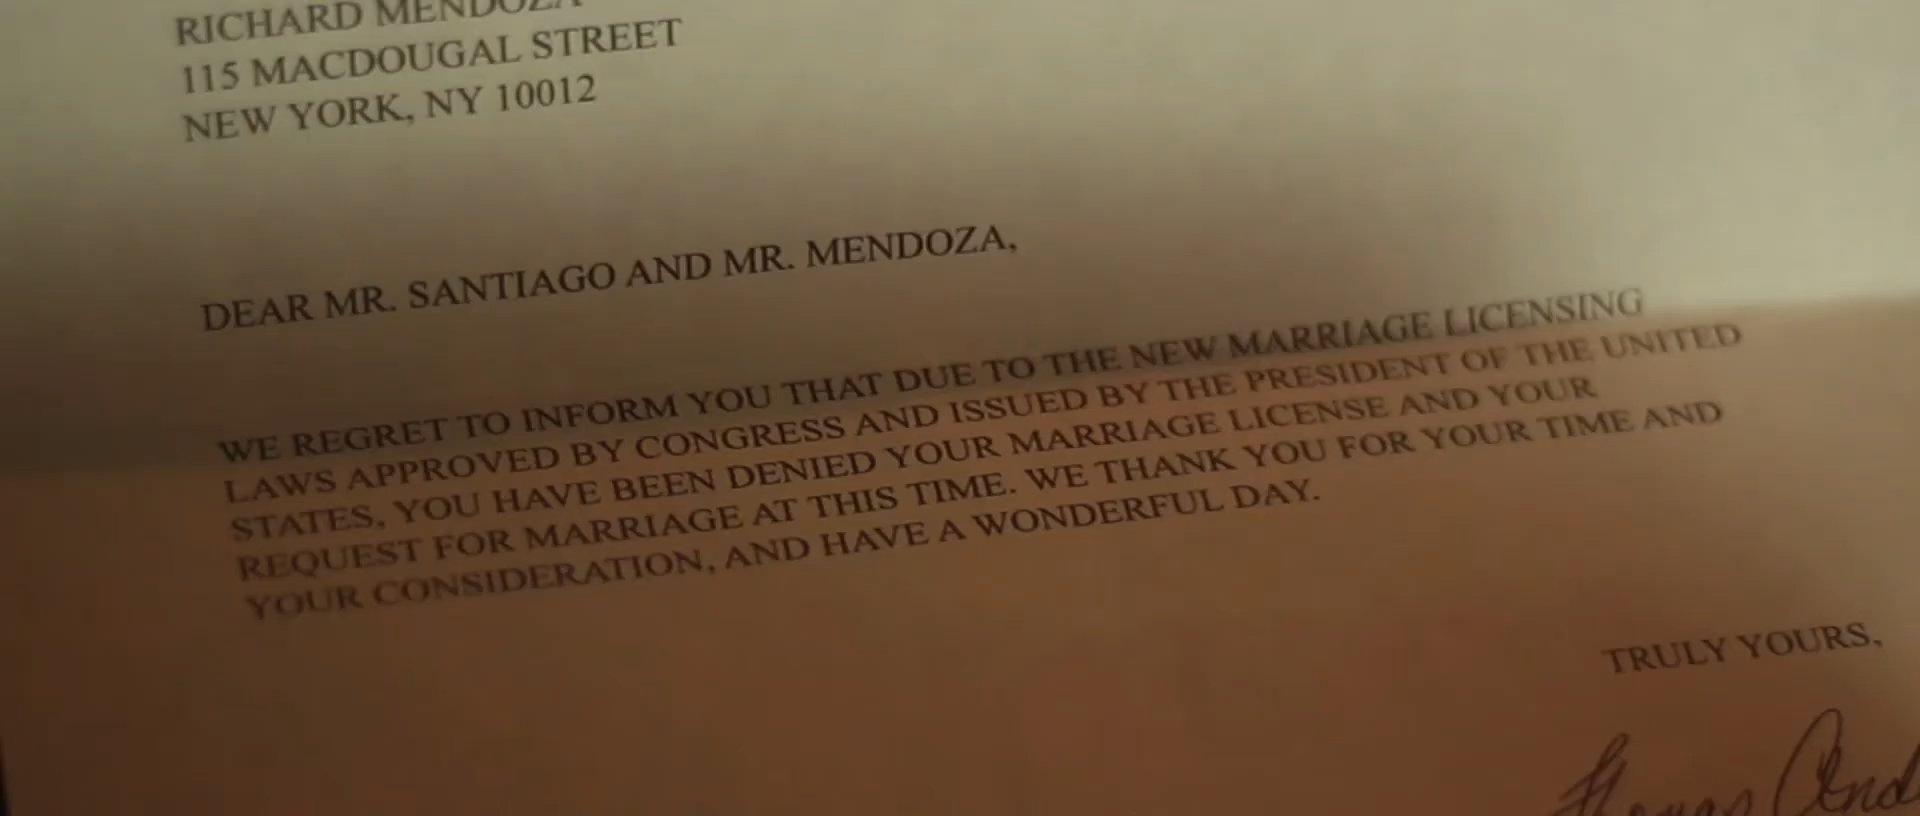 RICHARD MENDOZA
115 MACDOUGAL STREET
NEW YORK, NY 10012
DEAR MR. SANTIAGO AND MR. MENDOZA,
WE REGRET TO INFORM YOU THAT DUE TO THE NEW MARRIAGE LICENSING
LAWS APPROVED BY CONGRESS AND ISSUED BY THE PRESIDENT OF THE UNITED
STATES, YOU HAVE BEEN DENIED YOUR MARRIAGE LICENSE AND YOUR
REQUEST FOR MARRIAGE AT THIS TIME. WE THANK YOU FOR YOUR TIME AND
YOUR CONSIDERATION, AND HAVE A WONDERFUL DAY.
TRULY YOURS,
Thomas